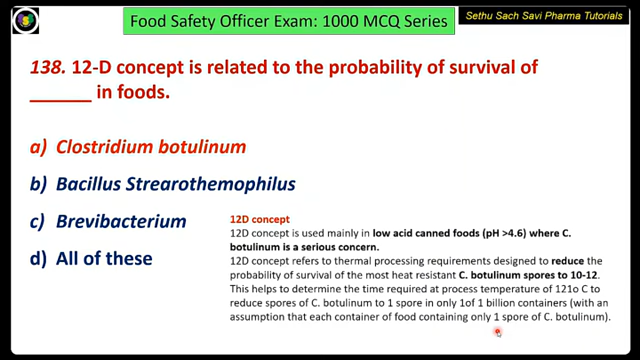 Food Safety Officer Exam: 1000 MCQ Series
Sethu Sach Savi Pharma Tutorials
138. 12-D concept is related to the probability of survival of
______ in foods.
a) Clostridium botulinum
b) Bacillus Strearothemophilus
c) Brevibacterium
d) All of these
12D concept
12D concept is used mainly in low acid canned foods (pH >4.6) where C.
botulinum is a serious concern.
12D concept refers to thermal processing requirements designed to reduce the
probability of survival of the most heat resistant C. botulinum spores to 10-12.
This helps to determine the time required at process temperature of 121o C to
reduce spores of C. botulinum to 1 spore in only 1of 1 billion containers (with an
assumption that each container of food containing only 1 spore of C. botulinum).